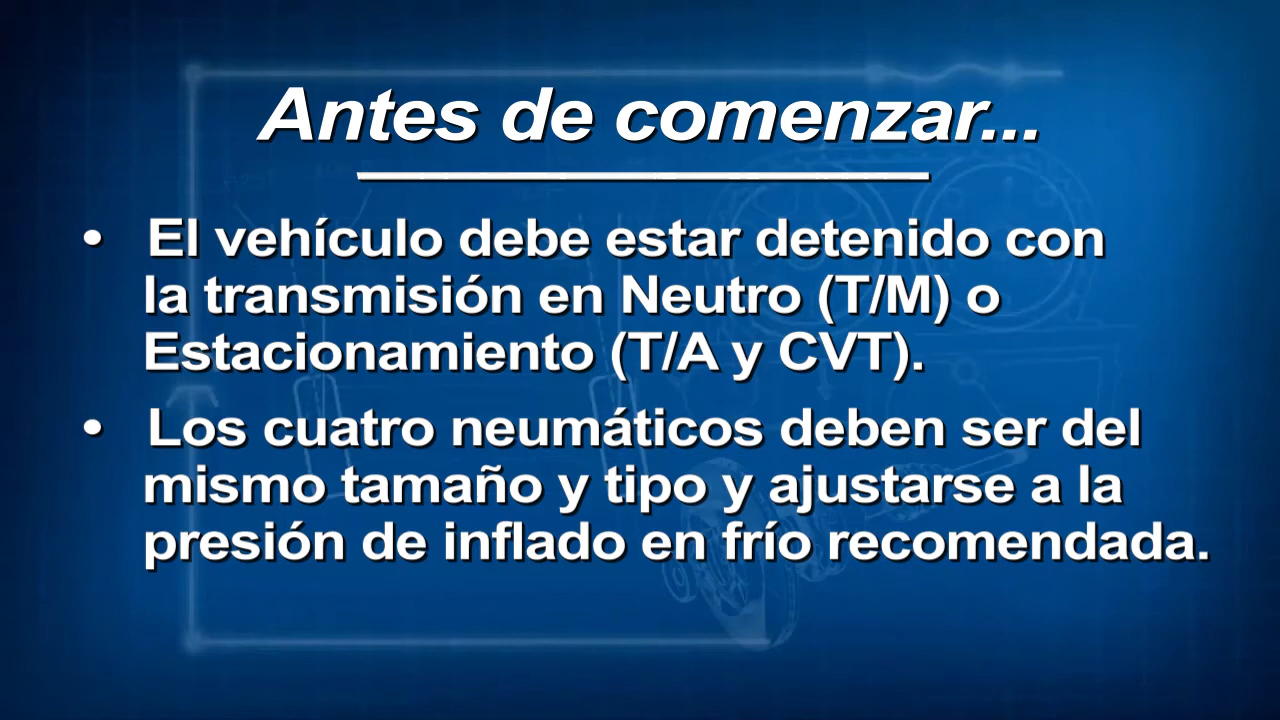 Antes de comenzar...
• El vehículo debe estar detenido con
la transmisión en Neutro (T/M) o
Estacionamiento (T/A y CVT).
• Los cuatro neumáticos deben ser del
mismo tamaño y tipo y ajustarse a la
presión de inflado en frío recomendada.